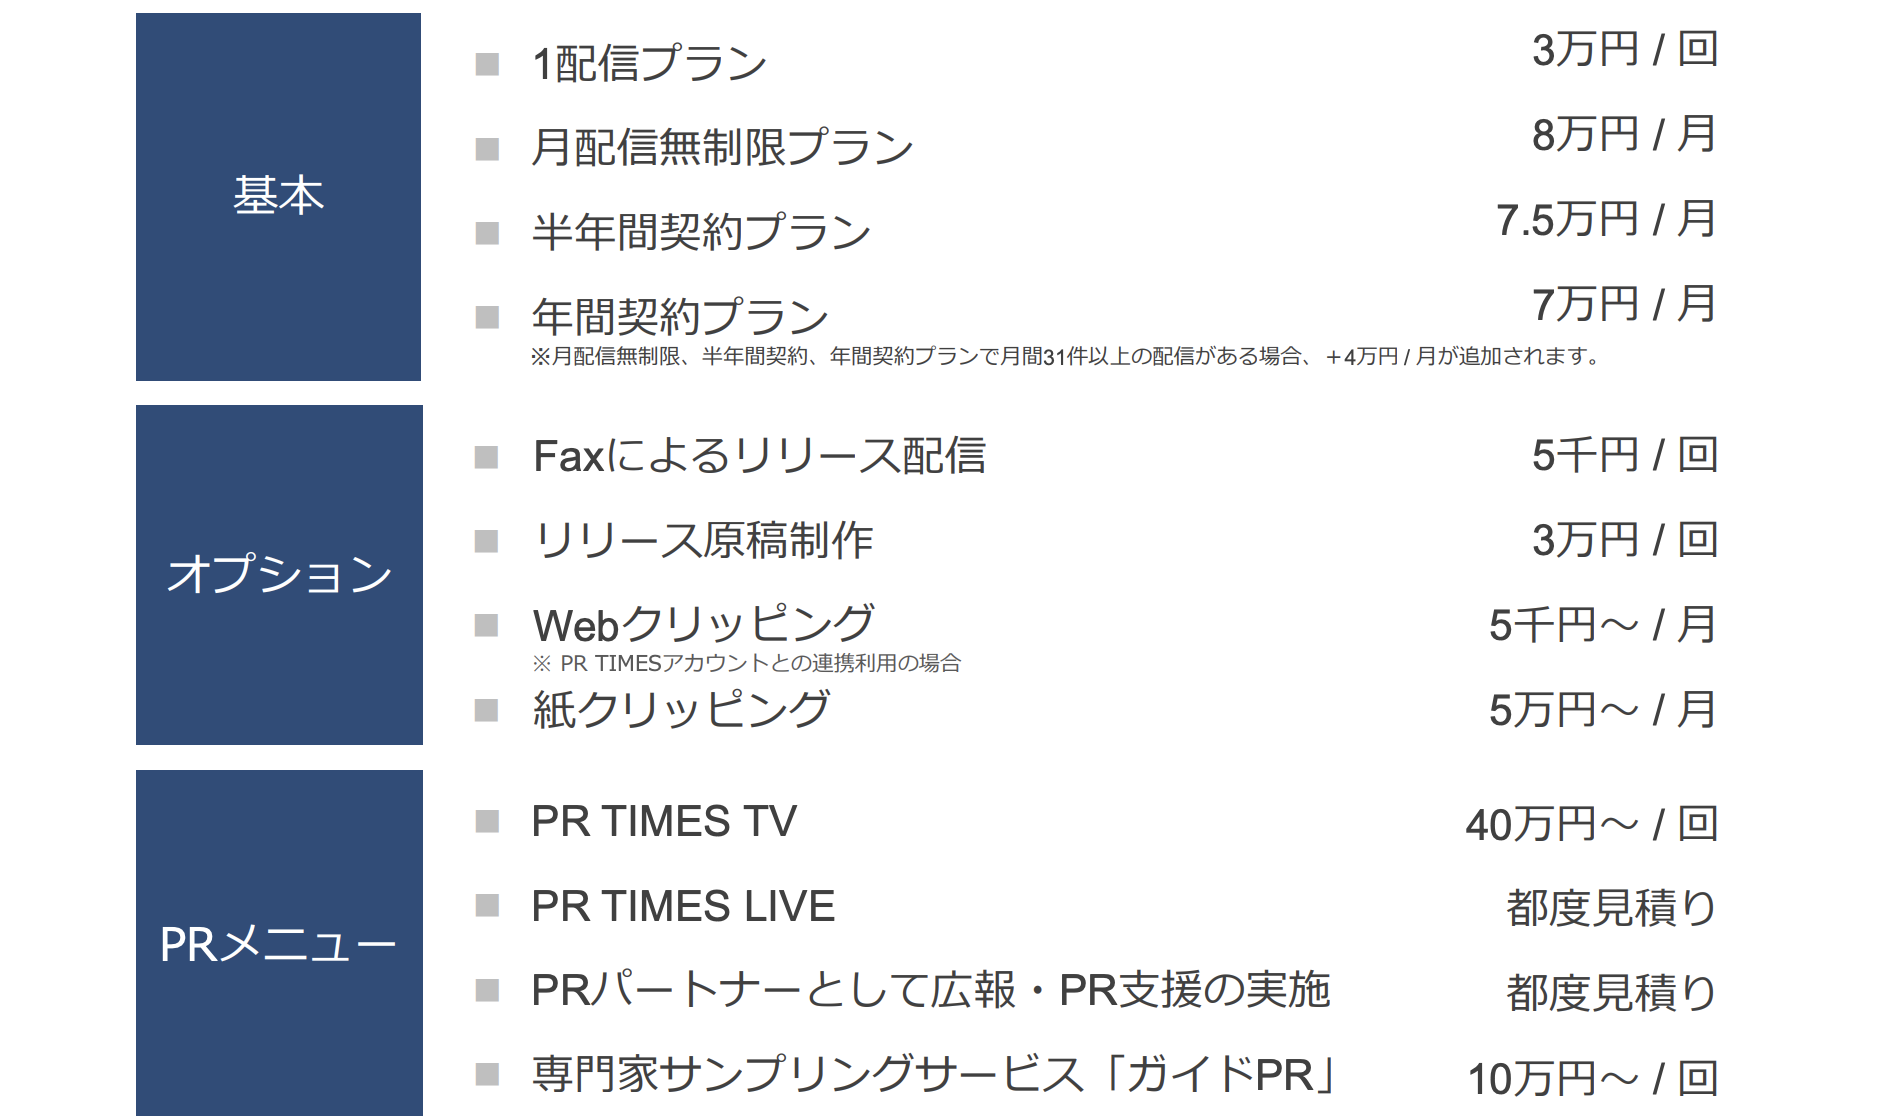 基本
1配信プラン 3万円 / 回
月配信無制限プラン 8万円 / 月
半年間契約プラン 7.5万円 / 月
年間契約プラン 7万円 / 月
※月配信無制限、半年間契約、年間契約プランで月間31件以上の配信がある場合、＋4万円 / 月が追加されます。
オプション
Faxによるリリース配信 5千円 / 回
リリース原稿制作 3万円 / 回
Webクリッピング 5千円～ / 月
※ PR TIMESアカウントとの連携利用の場合
紙クリッピング 5万円～ / 月
PRメニュー
PR TIMES TV 40万円～ / 回
PR TIMES LIVE 都度見積り
PRパートナーとして広報・PR支援の実施 都度見積り
専門家サンプリングサービス「ガイドPR」 10万円～ / 回